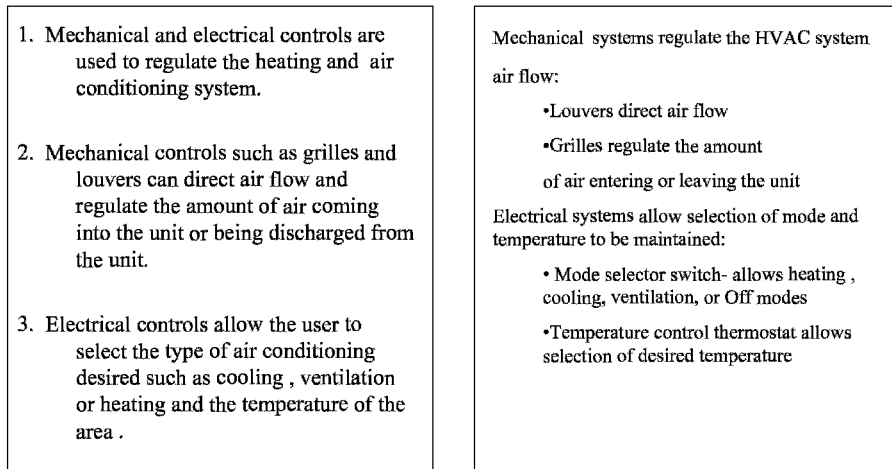 1. Mechanical and electrical controls are
used to regulate the heating and air
conditioning system.
2. Mechanical controls such as grilles and
louvers can direct air flow and
regulate the amount of air coming
into the unit or being discharged from
the unit.
3. Electrical controls allow the user to
select the type of air conditioning
desired such as cooling , ventilation
or heating and the temperature of the
area .
Mechanical systems regulate the HVAC system
air flow:
•Louvers direct air flow
•Grilles regulate the amount
of air entering or leaving the unit
Electrical systems allow selection of mode and
temperature to be maintained:
• Mode selector switch- allows heating ,
cooling, ventilation, or Off modes
•Temperature control thermostat allows
selection of desired temperature